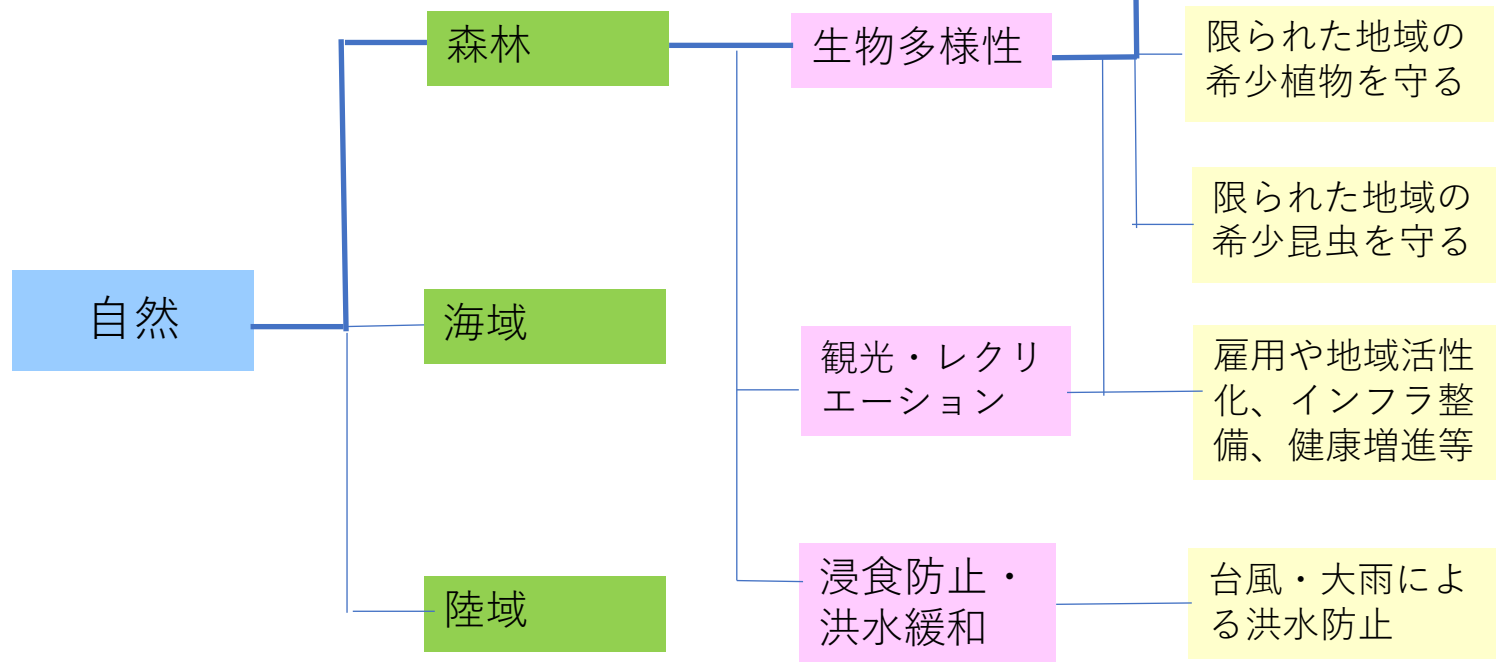 自然
森林
海域
陸域
生物多様性
観光・レクリ
エーション
浸食防止・
洪水緩和
限られた地域の
希少植物を守る
限られた地域の
希少昆虫を守る
雇用や地域活性
化、インフラ整
備、健康増進等
台風・大雨によ
る洪水防止